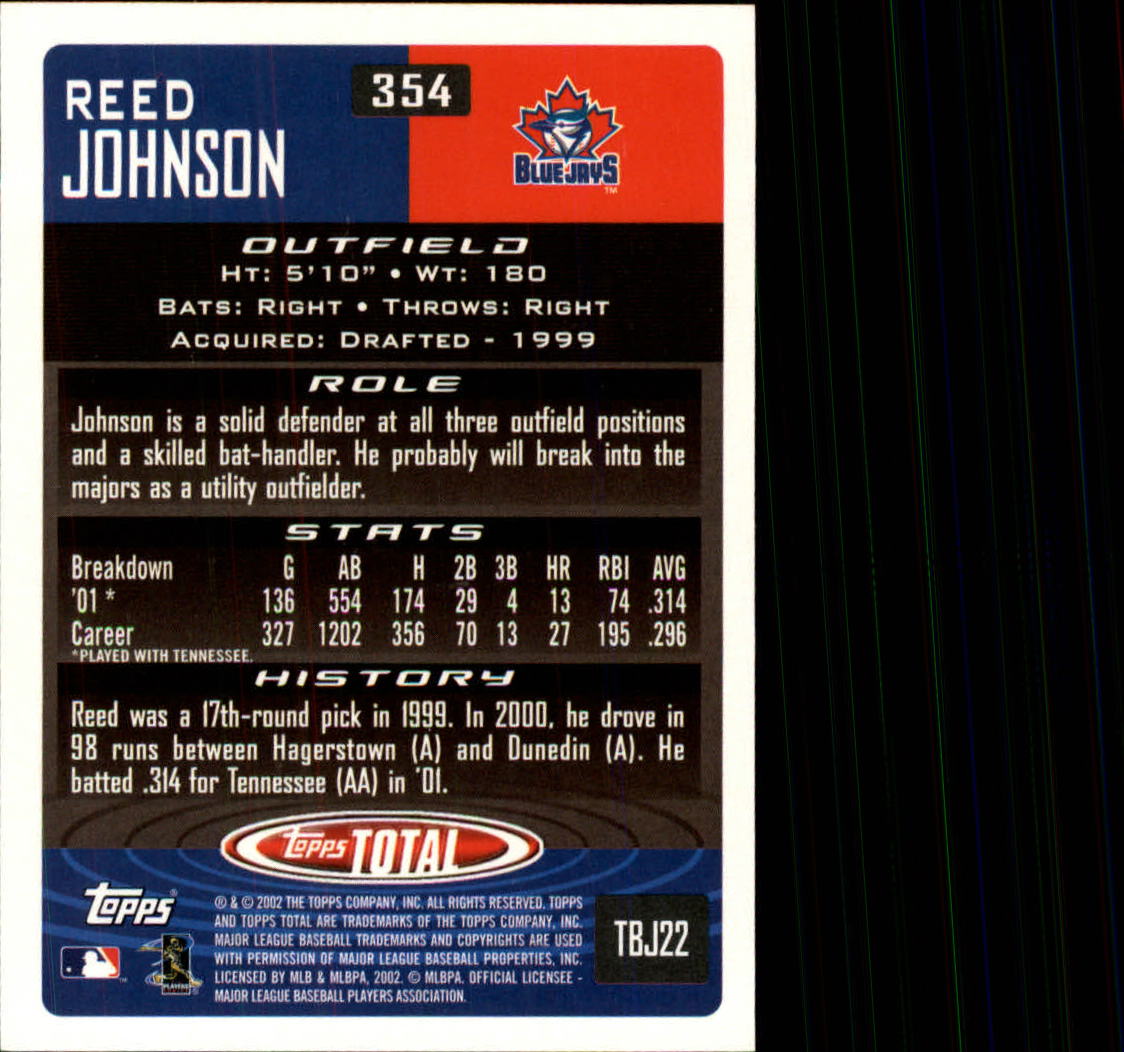 REED
JOHNSON
354
BLUE JAYS
TM
OUTFIELD
HT: 5'10" • WT: 180
BATS: RIGHT • THROWS: RIGHT
ACQUIRED: DRAFTED - 1999
ROLE
Johnson is a solid defender at all three outfield positions
and a skilled bat-handler. He probably will break into the
majors as a utility outfielder.
STATS
Breakdown G AB H 2B 3B HR RBI AVG
'01 * 136 554 174 29 4 13 74 .314
Career 327 1202 356 70 13 27 195 .296
*PLAYED WITH TENNESSEE.
HISTORY
Reed was a 17th-round pick in 1999. In 2000, he drove in
98 runs between Hagerstown (A) and Dunedin (A). He
batted .314 for Tennessee (AA) in '01.
Topps TOTAL
Topps®
® & © 2002 THE TOPPS COMPANY, INC. ALL RIGHTS RESERVED. TOPPS
AND TOPPS TOTAL ARE TRADEMARKS OF THE TOPPS COMPANY, INC.
MAJOR LEAGUE BASEBALL TRADEMARKS AND COPYRIGHTS ARE USED
WITH PERMISSION OF MAJOR LEAGUE BASEBALL PROPERTIES, INC.
LICENSED BY MLB & MLBPA, 2002. © MLBPA. OFFICIAL LICENSEE -
MAJOR LEAGUE BASEBALL PLAYERS ASSOCIATION.
TBJ22
TM
PLAYERS